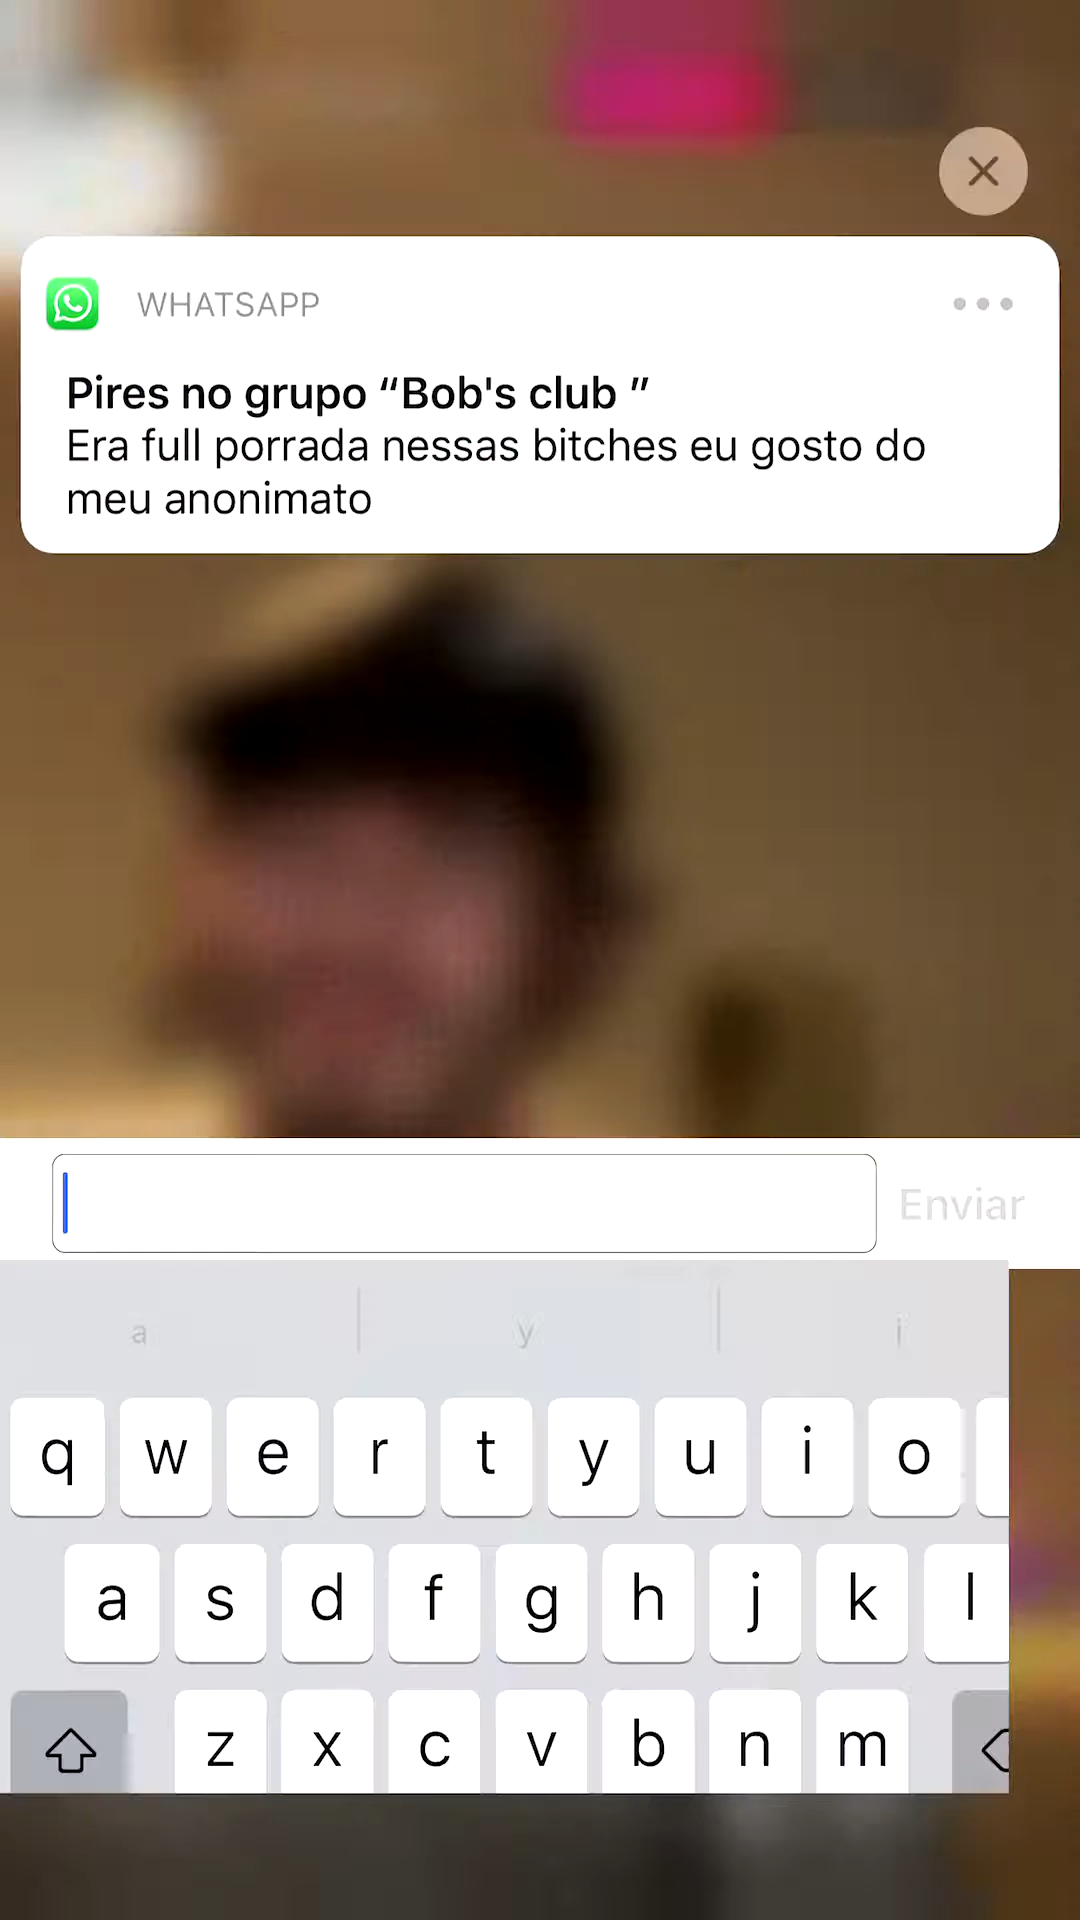 WHATSAPP
Pires no grupo “Bob's club ”
Era full porrada nessas bitches eu gosto do
meu anonimato
Enviar
a y i
q w e r t y u i o
a s d f g h j k l
z x c v b n m